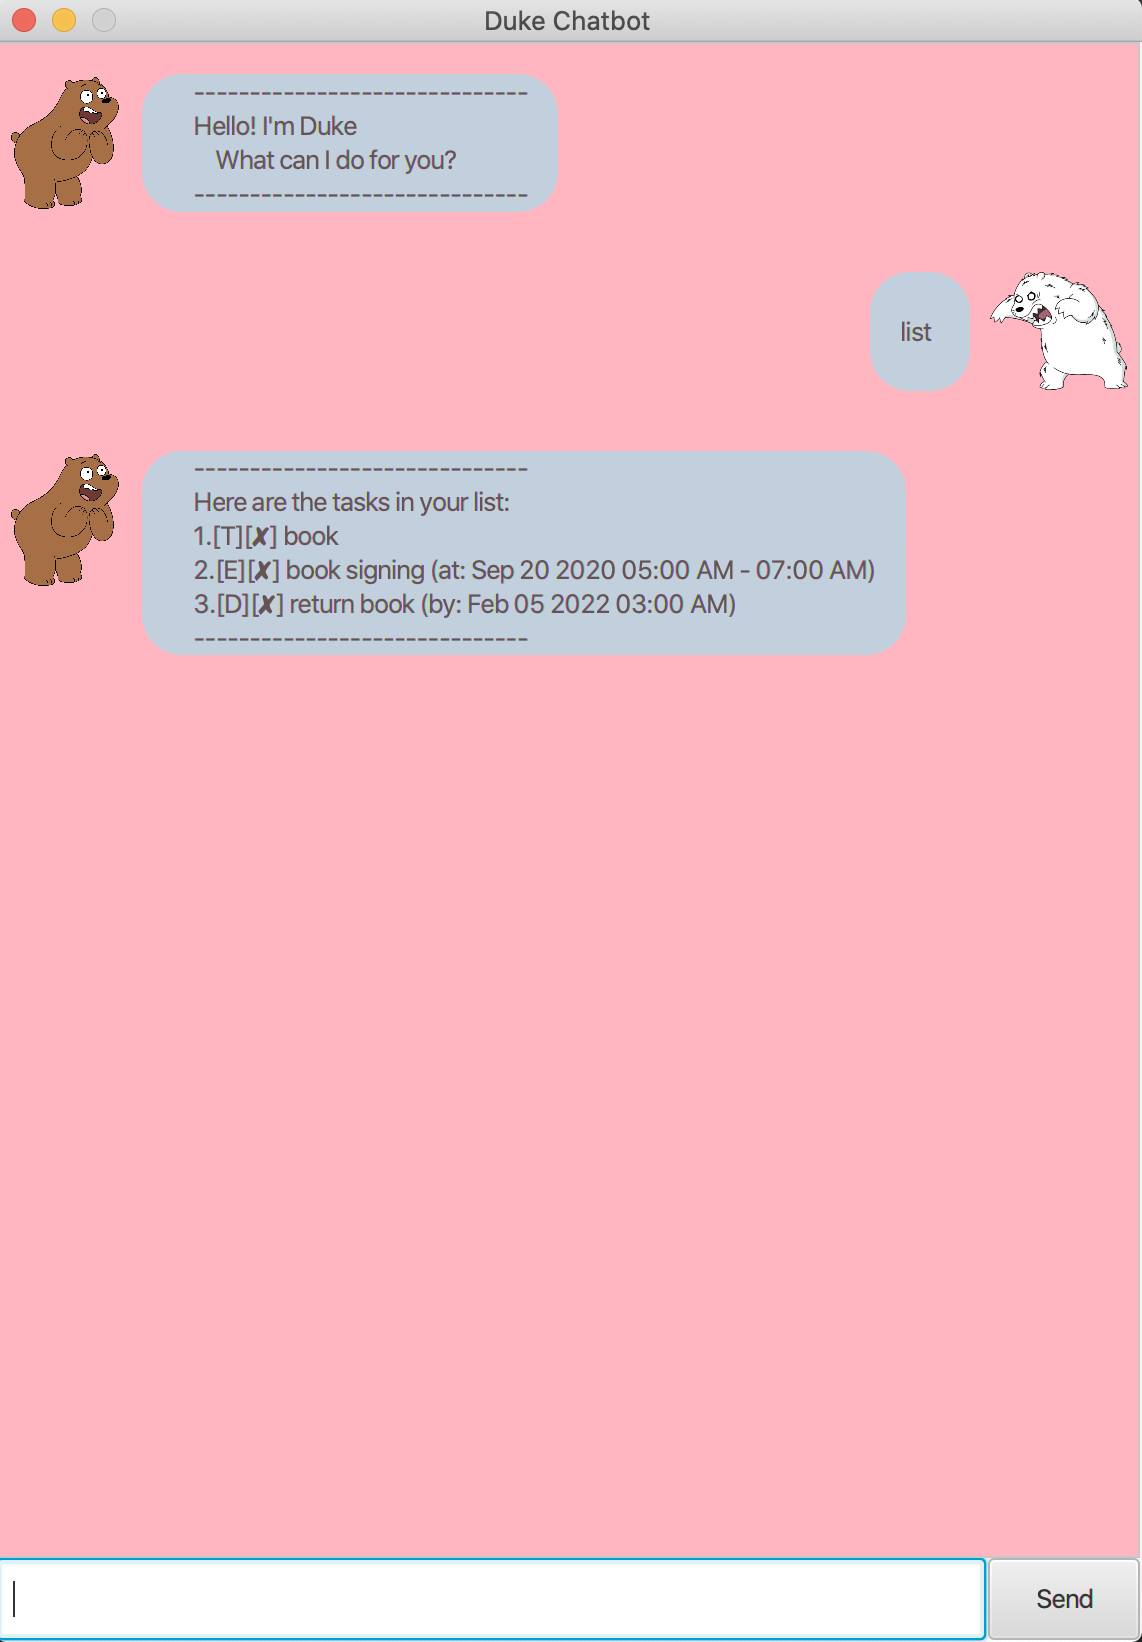 Duke Chatbot
------------------------------
Hello! I'm Duke
What can I do for you?
------------------------------
list
------------------------------
Here are the tasks in your list:
1.[T][✘] book
2.[E][✘] book signing (at: Sep 20 2020 05:00 AM - 07:00 AM)
3.[D][✘] return book (by: Feb 05 2022 03:00 AM)
------------------------------
Send